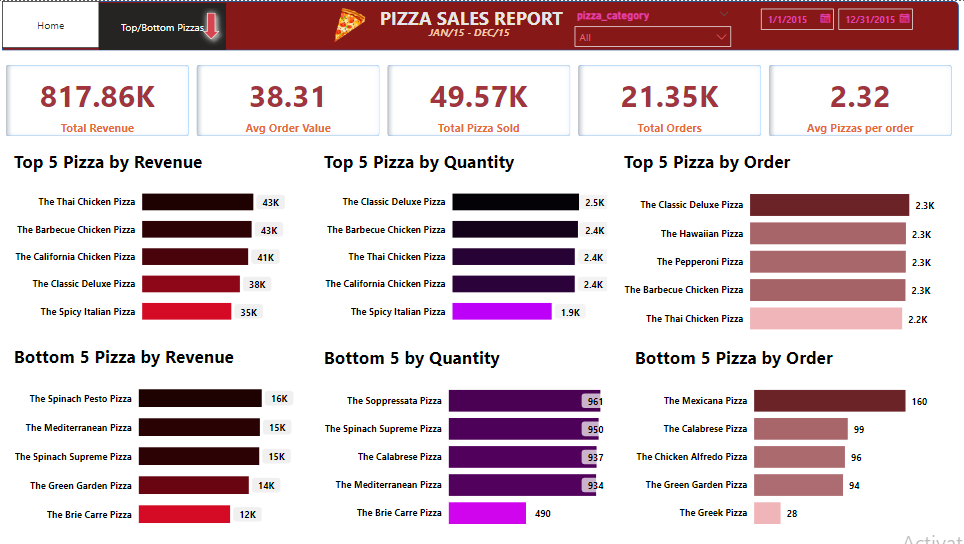 Home
Top/Bottom Pizzas
PIZZA SALES REPORT
JAN/15 - DEC/15
pizza_category
All
1/1/2015
12/31/2015
817.86K
Total Revenue
38.31
Avg Order Value
49.57K
Total Pizza Sold
21.35K
Total Orders
2.32
Avg Pizzas per order
Top 5 Pizza by Revenue
The Thai Chicken Pizza 43K
The Barbecue Chicken Pizza 43K
The California Chicken Pizza 41K
The Classic Deluxe Pizza 38K
The Spicy Italian Pizza 35K
Top 5 Pizza by Quantity
The Classic Deluxe Pizza 2.5K
The Barbecue Chicken Pizza 2.4K
The Thai Chicken Pizza 2.4K
The California Chicken Pizza 2.4K
The Spicy Italian Pizza 1.9K
Top 5 Pizza by Order
The Classic Deluxe Pizza 2.3K
The Hawaiian Pizza 2.3K
The Pepperoni Pizza 2.3K
The Barbecue Chicken Pizza 2.3K
The Thai Chicken Pizza 2.2K
Bottom 5 Pizza by Revenue
The Spinach Pesto Pizza 16K
The Mediterranean Pizza 15K
The Spinach Supreme Pizza 15K
The Green Garden Pizza 14K
The Brie Carre Pizza 12K
Bottom 5 by Quantity
The Soppressata Pizza 961
The Spinach Supreme Pizza 950
The Calabrese Pizza 937
The Mediterranean Pizza 934
The Brie Carre Pizza 490
Bottom 5 Pizza by Order
The Mexicana Pizza 160
The Calabrese Pizza 99
The Chicken Alfredo Pizza 96
The Green Garden Pizza 94
The Greek Pizza 28
Activat